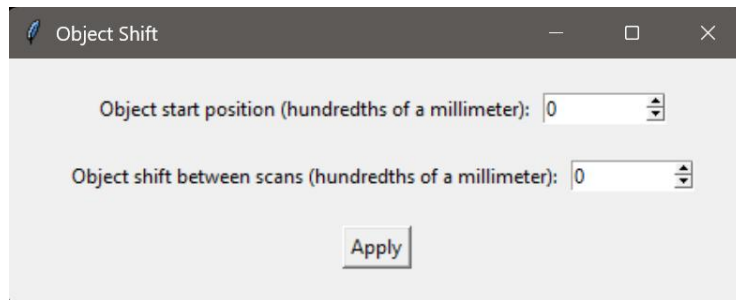 Object Shift
Object start position (hundredths of a millimeter): 0
Object shift between scans (hundredths of a millimeter): 0
Apply